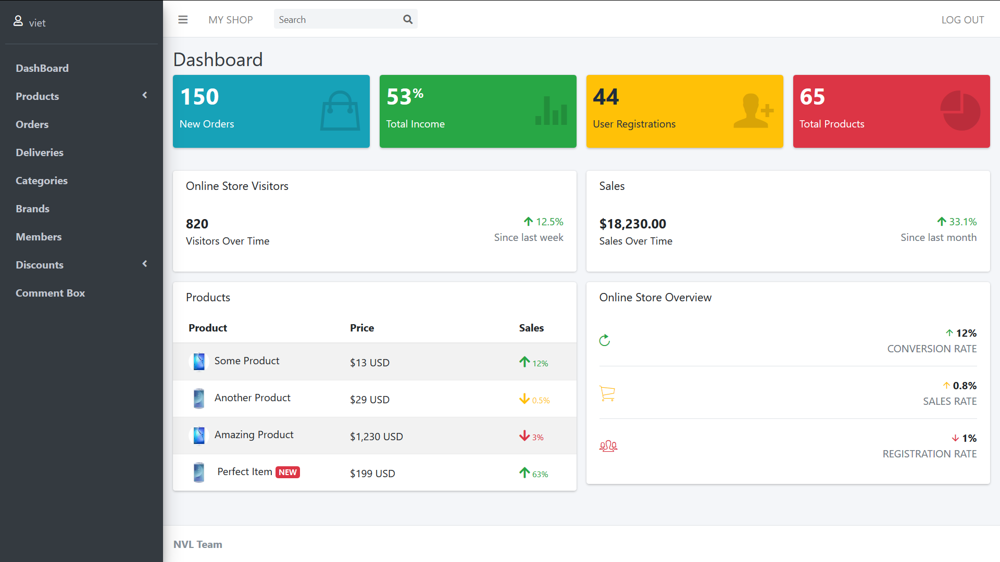 viet
DashBoard
Products
Orders
Deliveries
Categories
Brands
Members
Discounts
Comment Box
MY SHOP
Search
LOG OUT
Dashboard
150
New Orders
53%
Total Income
44
User Registrations
65
Total Products
Online Store Visitors
820
Visitors Over Time
12.5%
Since last week
Sales
$18,230.00
Sales Over Time
33.1%
Since last month
Products
Product Price Sales
Some Product $13 USD 12%
Another Product $29 USD 0.5%
Amazing Product $1,230 USD 3%
Perfect Item NEW $199 USD 63%
Online Store Overview
12%
CONVERSION RATE
0.8%
SALES RATE
1%
REGISTRATION RATE
NVL Team